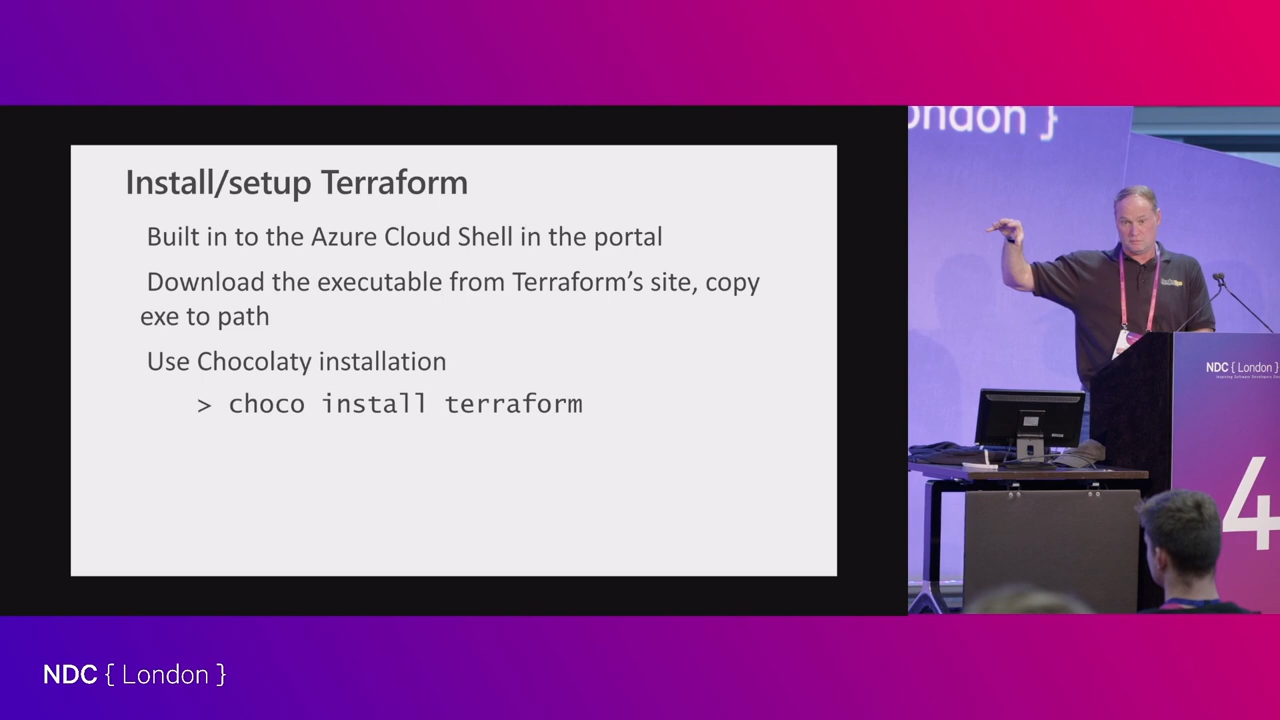 Install/setup Terraform
Built in to the Azure Cloud Shell in the portal
Download the executable from Terraform’s site, copy
exe to path
Use Chocolaty installation
> choco install terraform
ondon }
NDC { London }
4
NDC { London }